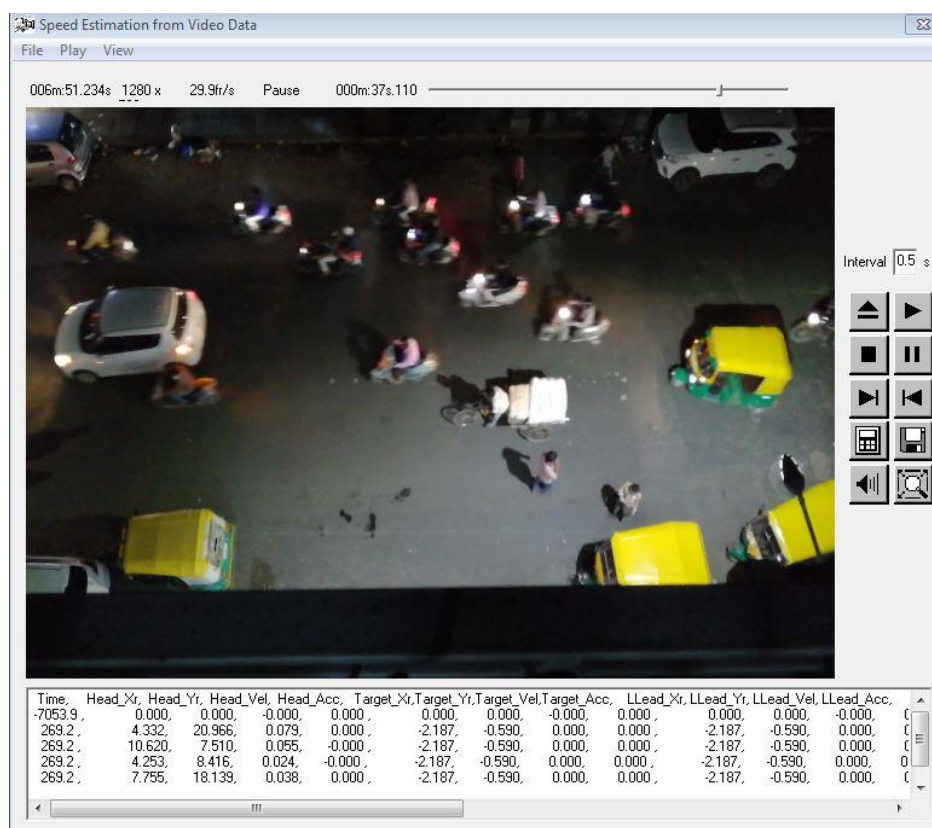 Speed Estimation from Video Data
File Play View
006m:51.234s 1280 x 29.9fr/s Pause 000m:37s.110
Interval 0.5 s
Time, Head_Xr, Head_Yr, Head_Vel, Head_Acc, Target_Xr,Target_Yr,Target_Vel,Target_Acc, LLead_Xr, LLead_Yr, LLead_Vel, LLead_Acc,
-7053.9 , 0.000, 0.000, -0.000, 0.000 , 0.000, 0.000, -0.000, 0.000 , 0.000, 0.000, -0.000,
269.2 , 4.332, 20.966, 0.079, 0.000 , -2.187, -0.590, 0.000, 0.000, -2.187, -0.590, 0.000,
269.2 , 10.620, 7.510, 0.055, -0.000 , -2.187, -0.590, 0.000, 0.000, -2.187, -0.590, 0.000,
269.2 , 4.253, 8.416, 0.024, -0.000 , -2.187, -0.590, 0.000, 0.000, -2.187, -0.590, 0.000, 0
269.2 , 7.755, 18.139, 0.038, 0.000 , -2.187, -0.590, 0.000, 0.000, -2.187, -0.590, 0.000,